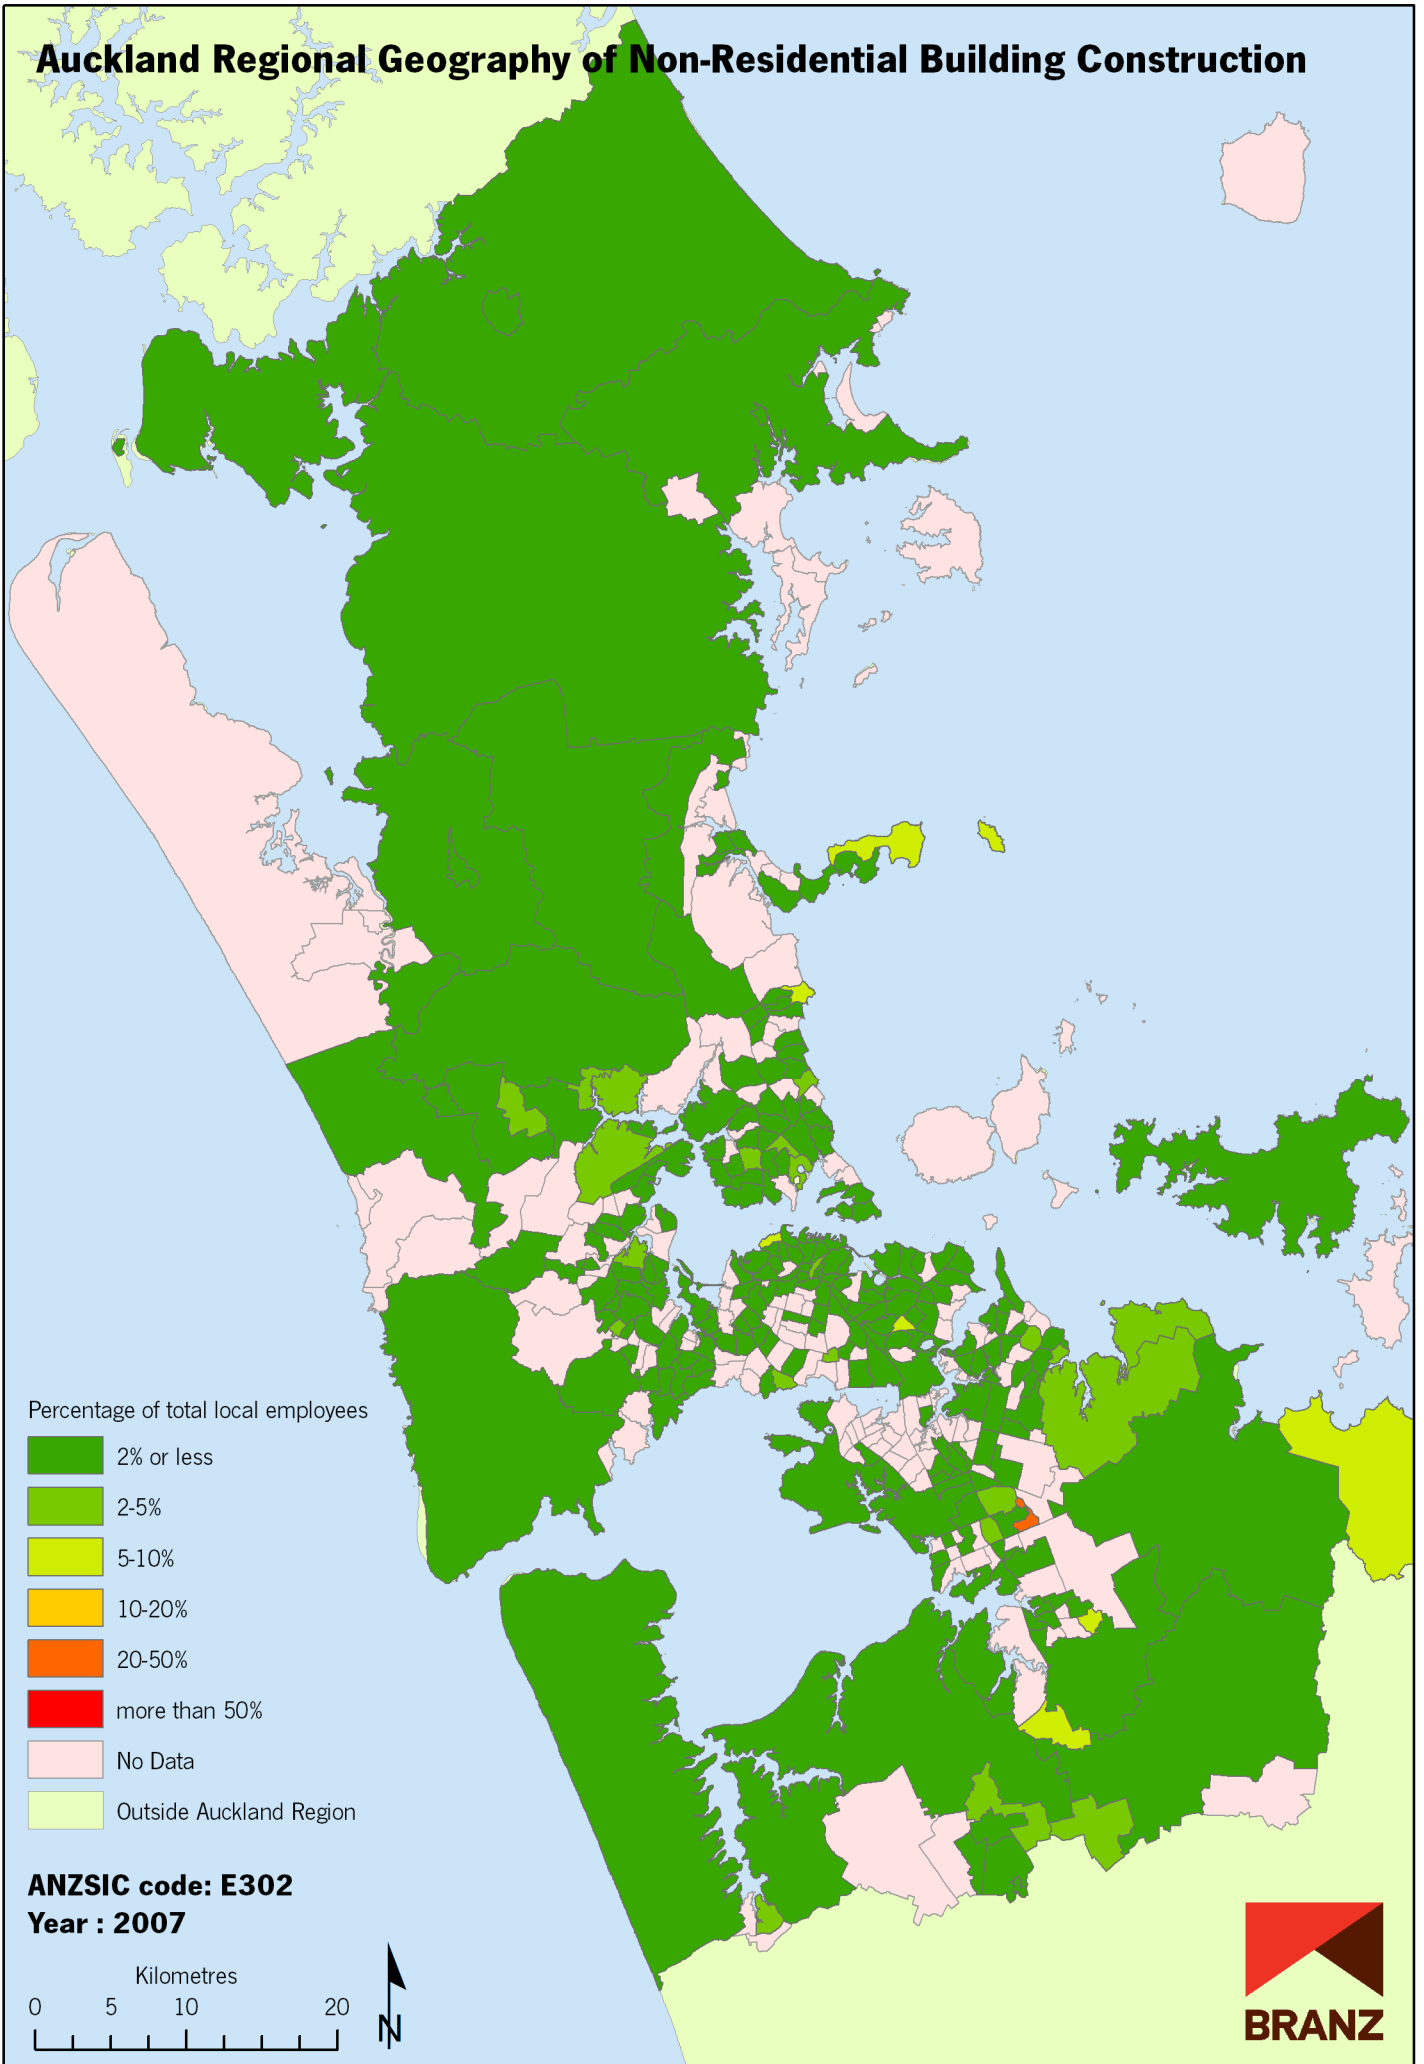 Auckland Regional Geography of Non-Residential Building Construction
Percentage of total local employees
2% or less
2-5%
5-10%
10-20%
20-50%
more than 50%
No Data
Outside Auckland Region
ANZSIC code: E302
Year : 2007
Kilometres
0 5 10 20
N
BRANZ